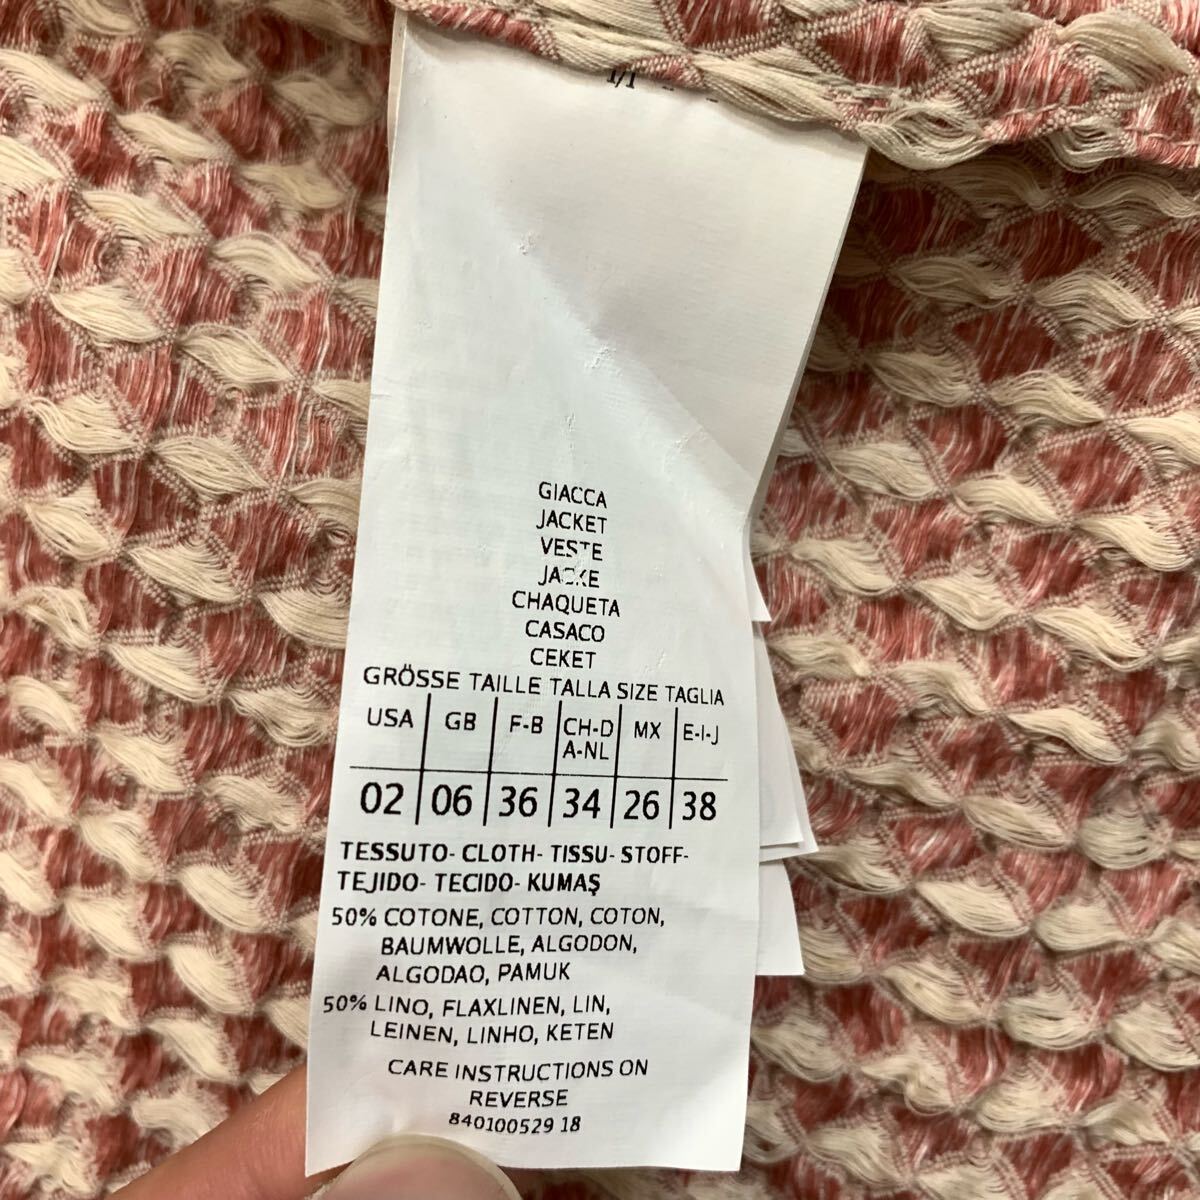 1/1
GIACCA
JACKET
VESTE
JACKE
CHAQUETA
CASACO
CEKET
GRÖSSE TAILLE TALLA SIZE TAGLIA
USA GB F-B CH-D A-NL MX E-I-J
02 06 36 34 26 38
TESSUTO- CLOTH- TISSU- STOFF-
TEJIDO- TECIDO- KUMAŞ
50% COTONE, COTTON, COTON,
BAUMWOLLE, ALGODON,
ALGODAO, PAMUK
50% LINO, FLAXLINEN, LIN,
LEINEN, LINHO, KETEN
CARE INSTRUCTIONS ON
REVERSE
840100529 18